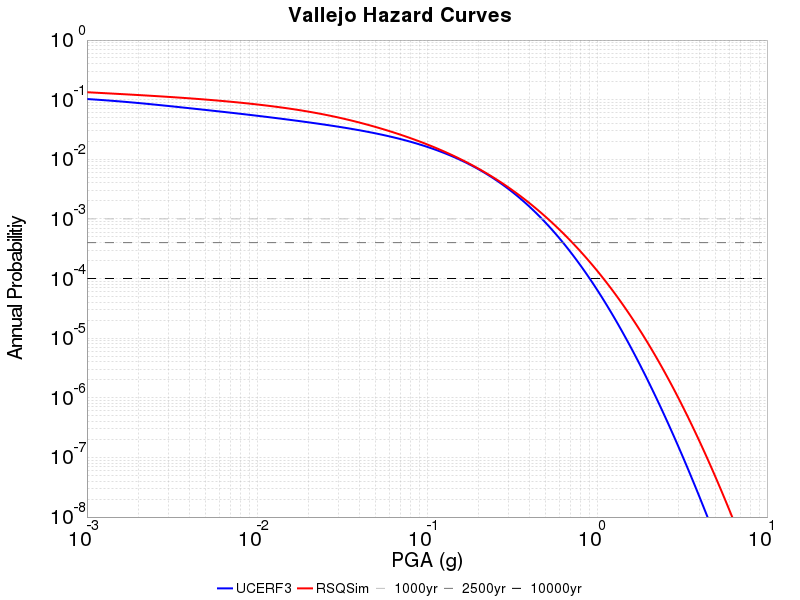 Vallejo Hazard Curves
10^0
10^-1
10^-2
10^-3
10^-4
10^-5
10^-6
10^-7
10^-8
Annual Probabilitiy
10^-3 10^-2 10^-1 10^0 10^1
PGA (g)
UCERF3 RSQSim 1000yr 2500yr 10000yr